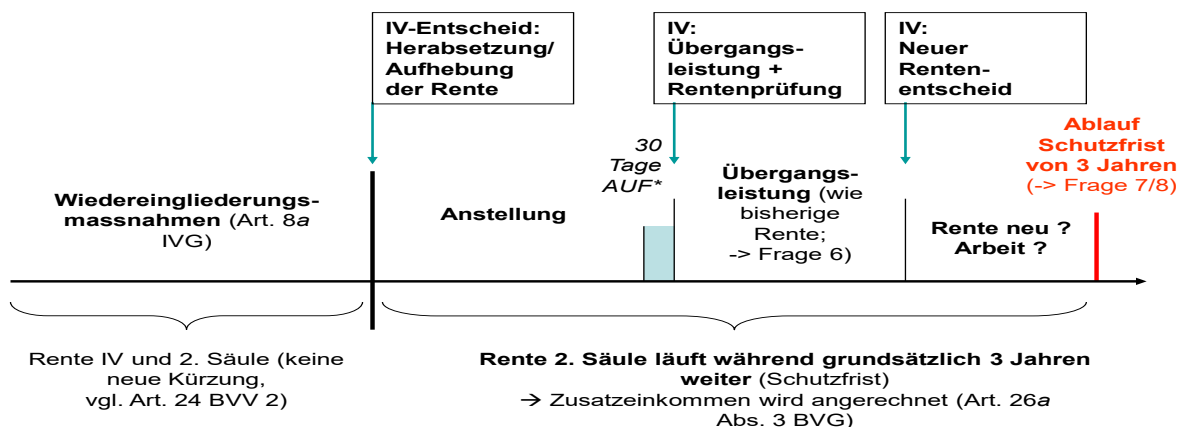 IV-Entscheid:
Herabsetzung/
Aufhebung
der Rente
IV:
Übergangs-
leistung +
Rentenprüfung
IV:
Neuer
Renten-
entscheid
Ablauf
Schutzfrist
von 3 Jahren
(-> Frage 7/8)
30
Tage
AUF*
Wiedereingliederungs-
massnahmen (Art. 8a
IVG)
Anstellung
Übergangs-
leistung (wie
bisherige
Rente;
-> Frage 6)
Rente neu ?
Arbeit ?
Rente IV und 2. Säule (keine
neue Kürzung,
vgl. Art. 24 BVV 2)
Rente 2. Säule läuft während grundsätzlich 3 Jahren
weiter (Schutzfrist)
→ Zusatzeinkommen wird angerechnet (Art. 26a
Abs. 3 BVG)